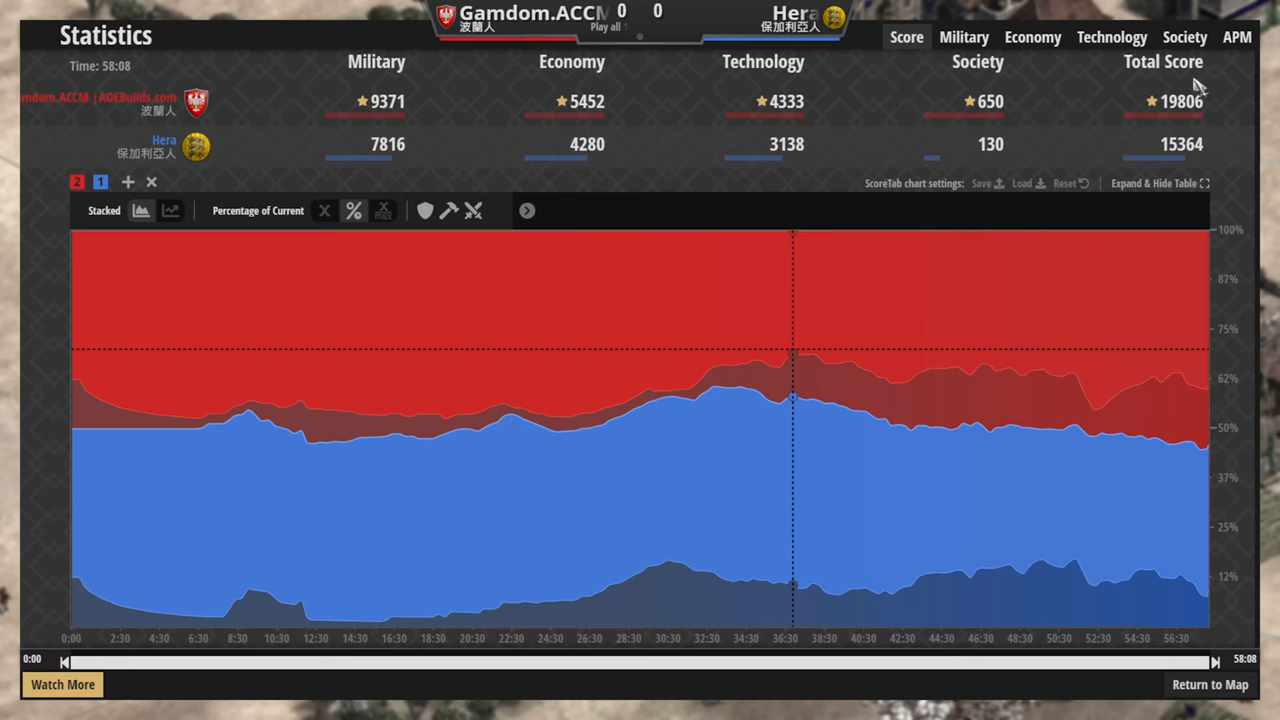 Gamdom.ACCM 0 0 Hera
波蘭人 Play all 保加利亞人
Statistics
Score Military Economy Technology Society APM
Time: 58:08
Military Economy Technology Society Total Score
mdom.ACCM | AOEBuilds.com
波蘭人
9371 5452 4333 650 19806
Hera
保加利亞人
7816 4280 3138 130 15364
2 1
ScoreTab chart settings: Save Load Reset Expand & Hide Table
Stacked Percentage of Current X % X max
100%
87%
75%
62%
50%
37%
25%
12%
0:00 2:30 4:30 6:30 8:30 10:30 12:30 14:30 16:30 18:30 20:30 22:30 24:30 26:30 28:30 30:30 32:30 34:30 36:30 38:30 40:30 42:30 44:30 46:30 48:30 50:30 52:30 54:30 56:30
0:00 58:08
Watch More Return to Map